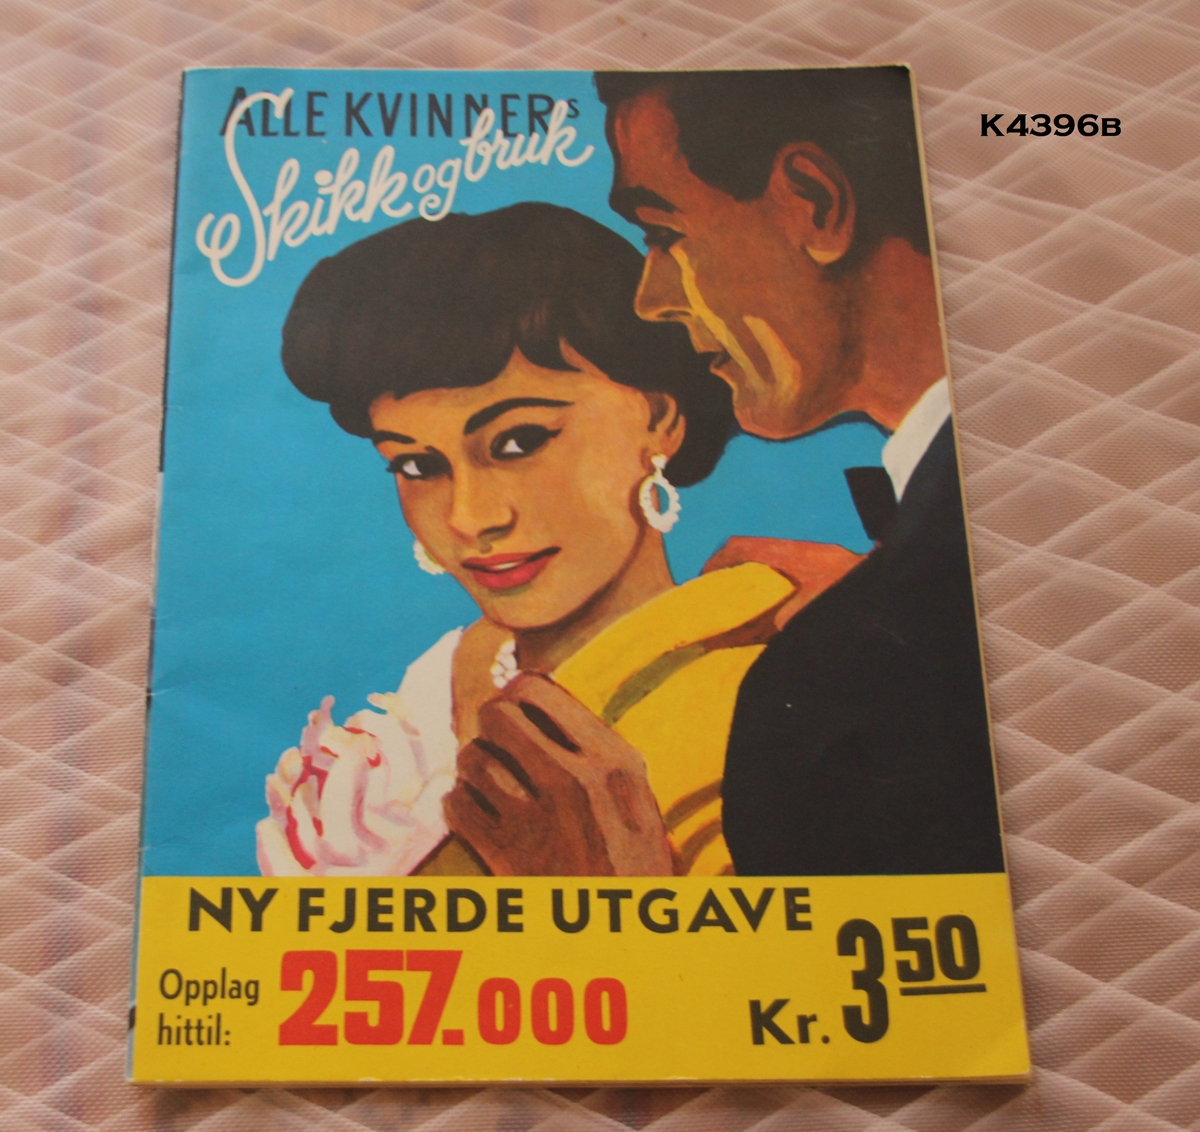 ALLE KVINNERs
Skikk og bruk
K4396B
NY FJERDE UTGAVE
Opplag
hittil:
257.000
Kr. 3 50